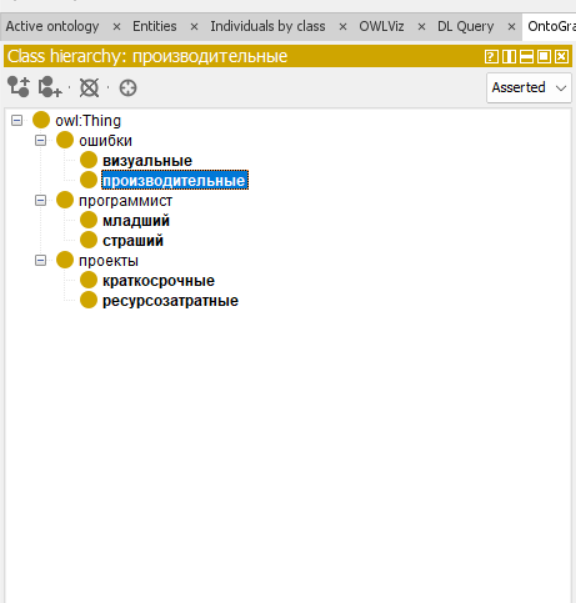 Active ontology × Entities × Individuals by class × OWLViz × DL Query × OntoGra
Class hierarchy: производительные
Asserted
owl:Thing
ошибки
визуальные
производительные
программист
младший
страший
проекты
краткосрочные
ресурсозатратные